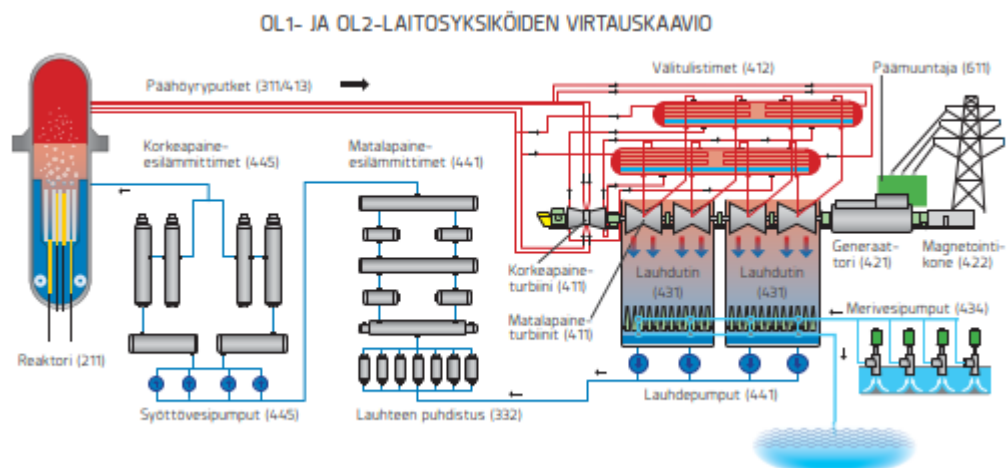 OL1- JA OL2-LAITOSYKSIKÖIDEN VIRTAUSKAAVIO
Päähöyryputket (311/413)
Välitulistimet (412)
Päämuuntaja (611)
Korkeapaine-
esilämmittimet (445)
Matalapaine-
esilämmittimet (441)
Korkeapaine-
turbiini (411)
Matalapaine-
turbiinit (411)
Lauhdutin
(431)
Lauhdutin
(431)
Generaat-
tori (421)
Magnetointi-
kone (422)
Merivesipumput (434)
Reaktori (211)
Syöttövesipumput (445)
Lauhteen puhdistus (332)
Lauhdepumput (441)